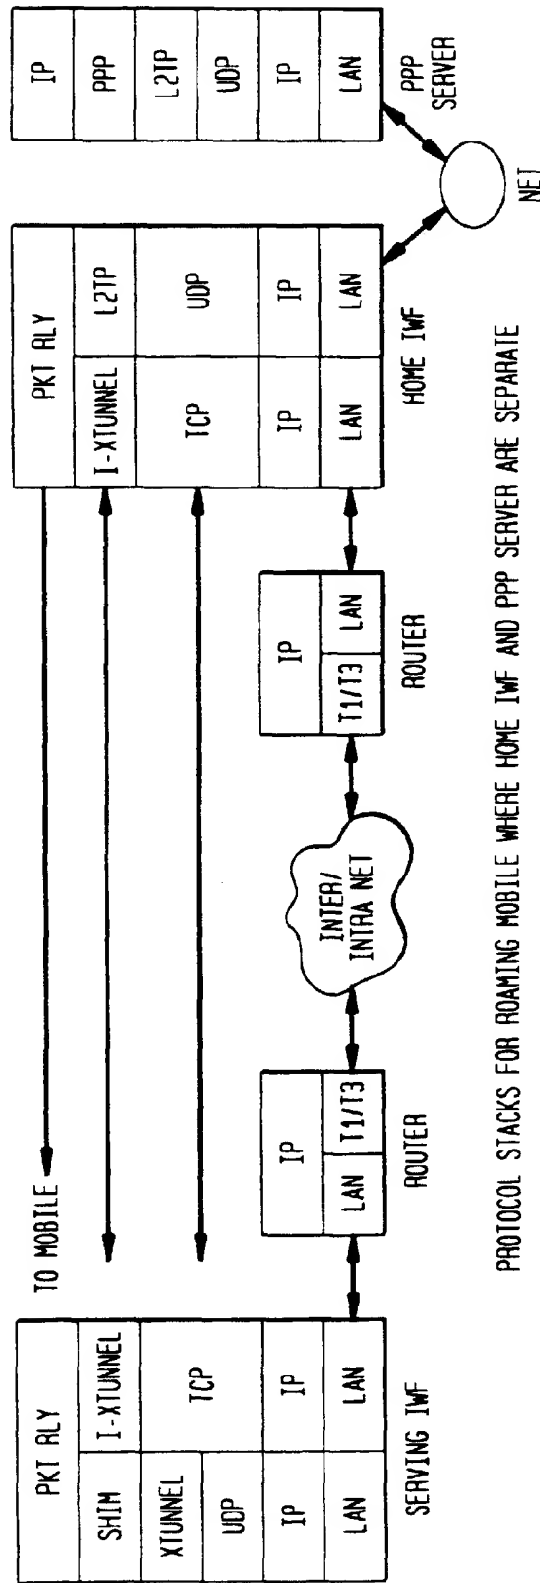 TO MOBILE
PKT RLY
SHIM
I-XTUNNEL
XTUNNEL
TCP
UDP
IP
IP
LAN
LAN
SERVING IWF
IP
LAN
T1/T3
ROUTER
INTER/
INTRA NET
IP
T1/T3
LAN
ROUTER
PKT RLY
I-XTUNNEL
L2TP
TCP
UDP
IP
IP
LAN
LAN
HOME IWF
NET
IP
PPP
L2TP
UDP
IP
LAN
PPP
SERVER
PROTOCOL STACKS FOR ROAMING MOBILE WHERE HOME IWF AND PPP SERVER ARE SEPARATE